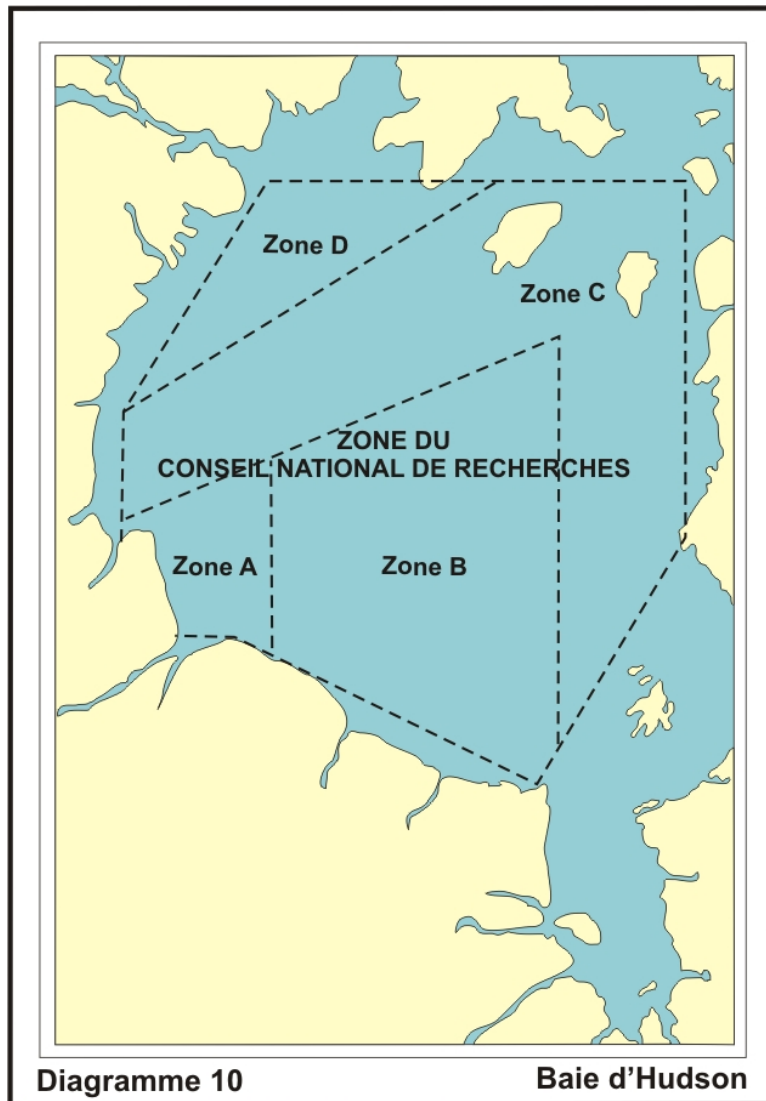 Zone D
Zone C
ZONE DU
CONSEIL NATIONAL DE RECHERCHES
Zone A
Zone B
Diagramme 10
Baie d’Hudson